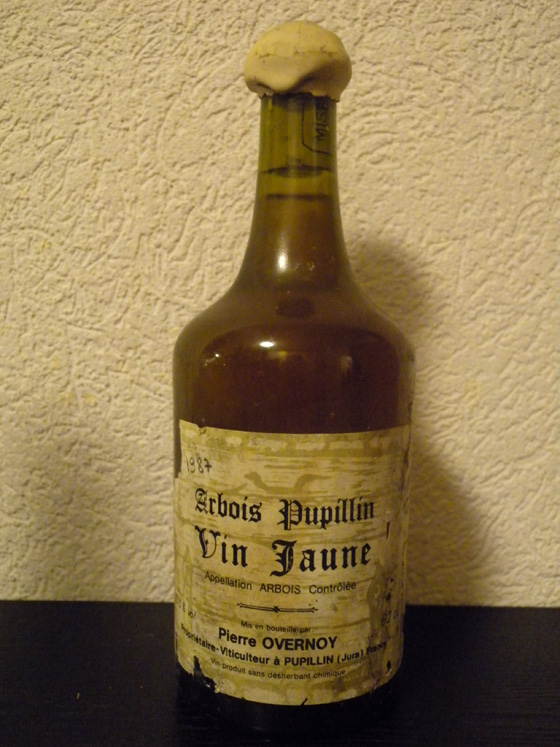 MISE
1987
Arbois Pupillin
Vin Jaune
Appellation ARBOIS Contrôlée
Mis en bouteille par
Pierre OVERNOY
Propriétaire-Viticulteur à PUPILLIN (Jura) France
Vin produit sans désherbant chimique